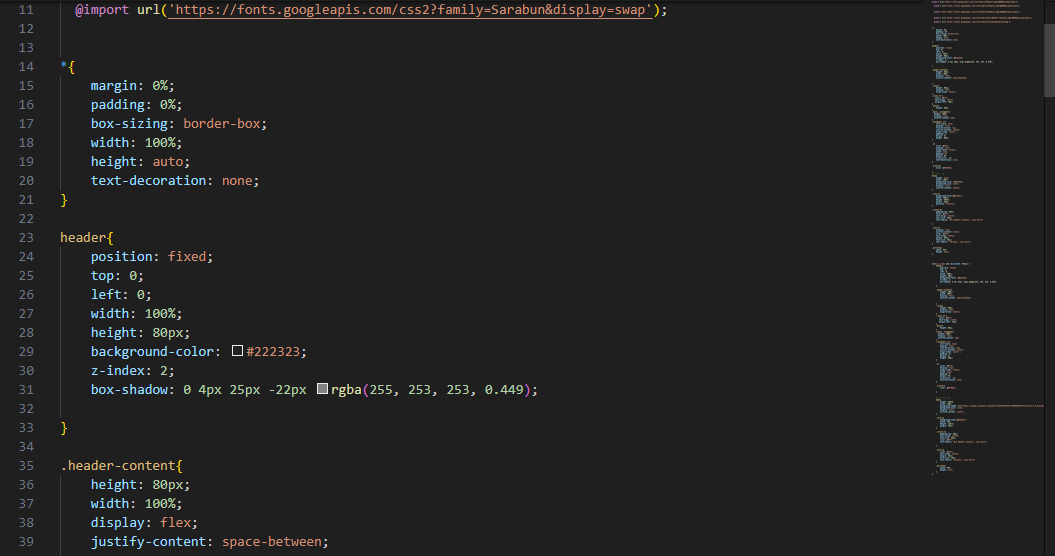 11 @import url('https://fonts.googleapis.com/css2?family=Sarabun&display=swap');
12
13
14 *{
15 margin: 0%;
16 padding: 0%;
17 box-sizing: border-box;
18 width: 100%;
19 height: auto;
20 text-decoration: none;
21 }
22
23 header{
24 position: fixed;
25 top: 0;
26 left: 0;
27 width: 100%;
28 height: 80px;
29 background-color: #222323;
30 z-index: 2;
31 box-shadow: 0 4px 25px -22px rgba(255, 253, 253, 0.449);
32
33 }
34
35 .header-content{
36 height: 80px;
37 width: 100%;
38 display: flex;
39 justify-content: space-between;